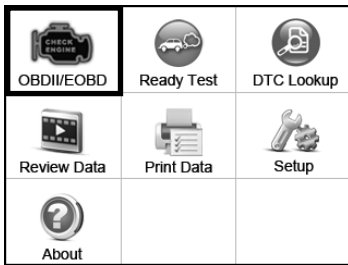 CHECK
ENGINE
OBDII/EOBD
Ready Test
DTC Lookup
Review Data
Print Data
Setup
?
About